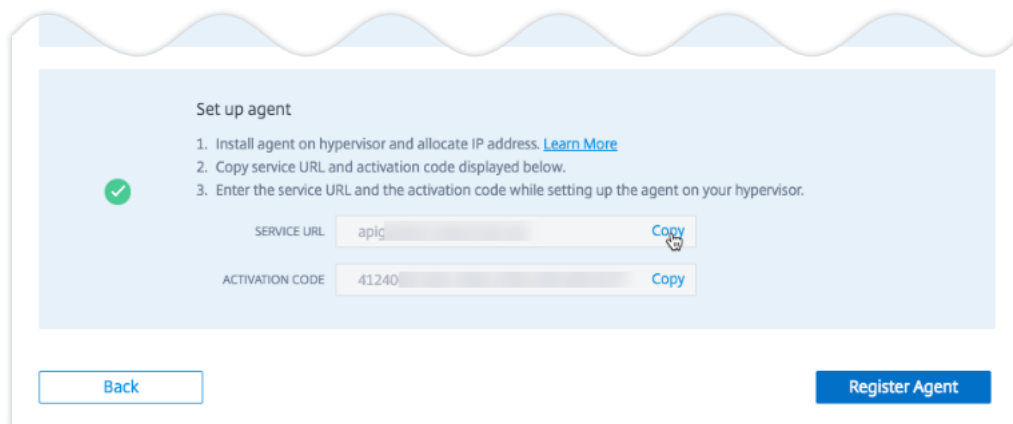 Set up agent
1. Install agent on hypervisor and allocate IP address. Learn More
2. Copy service URL and activation code displayed below.
3. Enter the service URL and the activation code while setting up the agent on your hypervisor.
SERVICE URL apig Copy
ACTIVATION CODE 41240 Copy
Back Register Agent